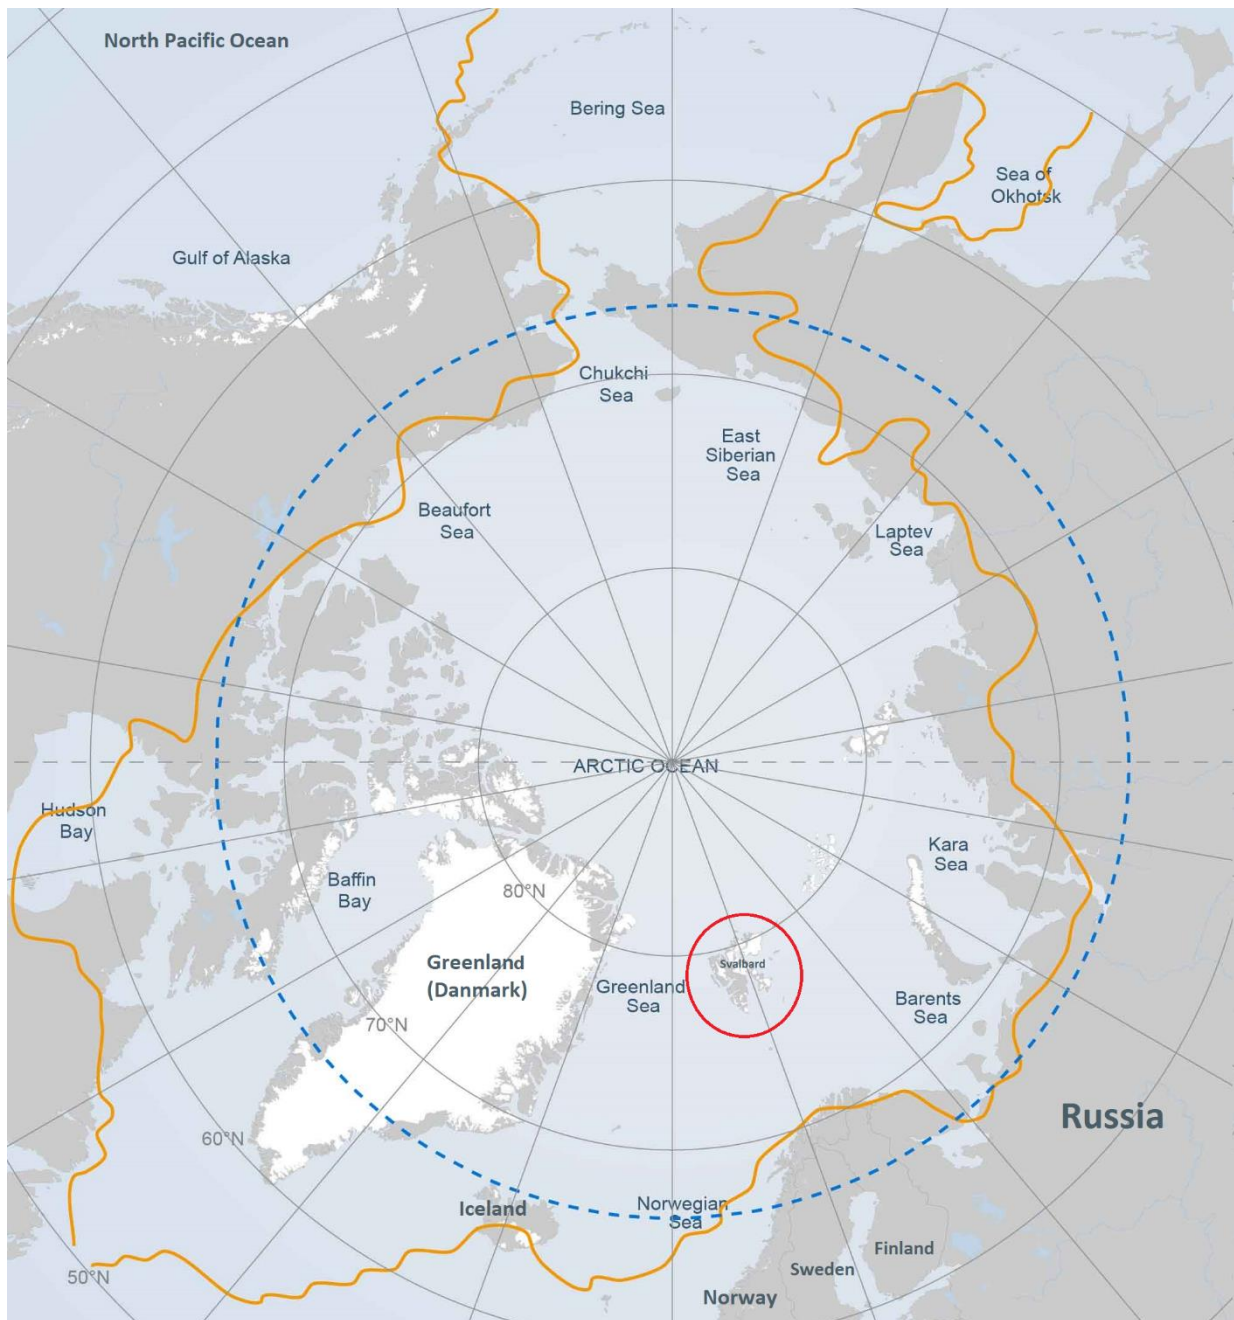 North Pacific Ocean
Bering Sea
Sea of
Okhotsk
Gulf of Alaska
Chukchi
Sea
East
Siberian
Sea
Beaufort
Sea
Laptev
Sea
ARCTIC OCEAN
Hudson
Bay
Kara
Sea
Baffin
Bay
80°N
Greenland
(Danmark)
Svalbard
Greenland
Sea
Barents
Sea
70°N
Russia
60°N
Iceland
Norwegian
Sea
Finland
Sweden
50°N
Norway